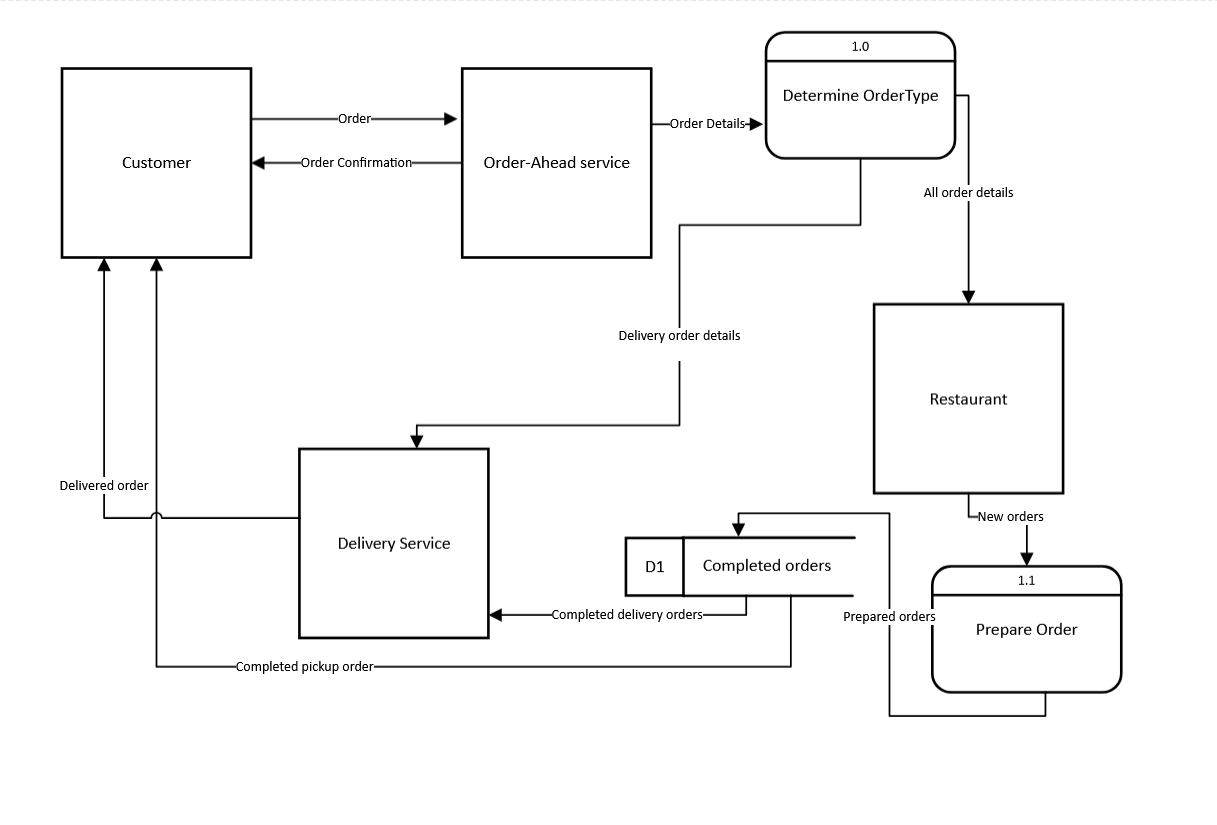 1.0
Determine OrderType
Customer
Order
Order Confirmation
Order-Ahead service
Order Details
All order details
Delivery order details
Restaurant
Delivered order
New orders
Delivery Service
D1
Completed orders
1.1
Prepare Order
Completed delivery orders
Prepared orders
Completed pickup order